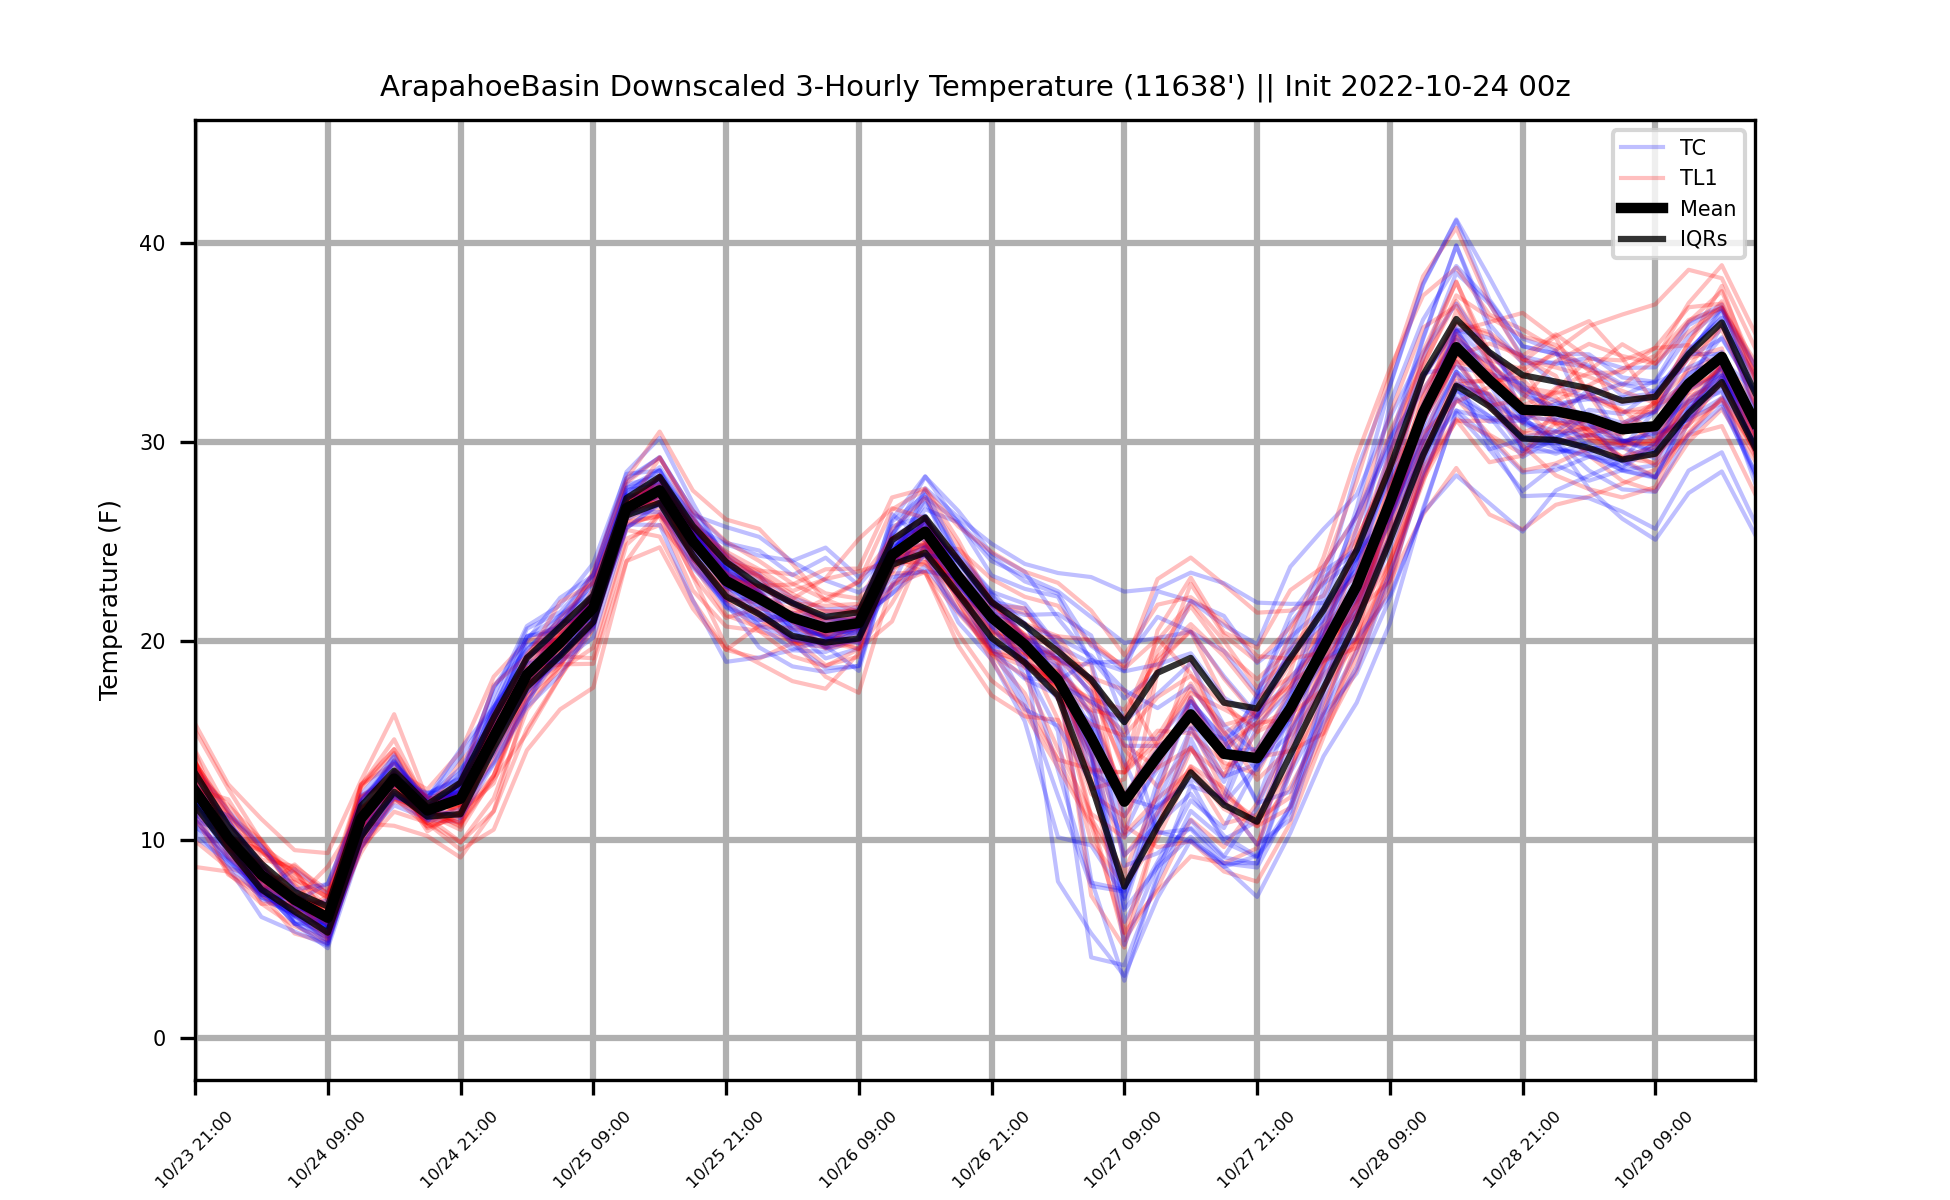 ArapahoeBasin Downscaled 3-Hourly Temperature (11638') || Init 2022-10-24 00z
TC
TL1
Mean
IQRs
Temperature (F)
40
30
20
10
0
10/23 21:00
10/24 09:00
10/24 21:00
10/25 09:00
10/25 21:00
10/26 09:00
10/26 21:00
10/27 09:00
10/27 21:00
10/28 09:00
10/28 21:00
10/29 09:00